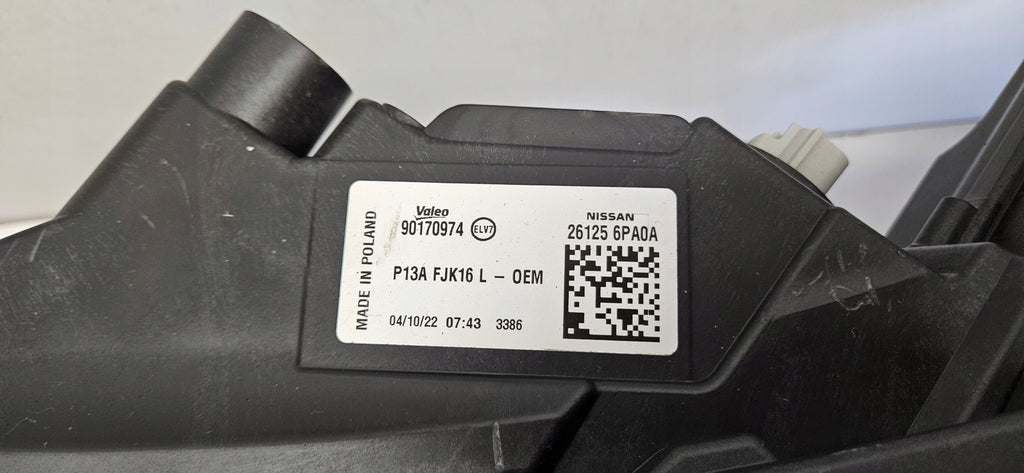 MADE IN POLAND
Valeo
90170974 ELV7
P13A FJK16 L - OEM
04/10/22 07:43 3386
NISSAN
26125 6PA0A